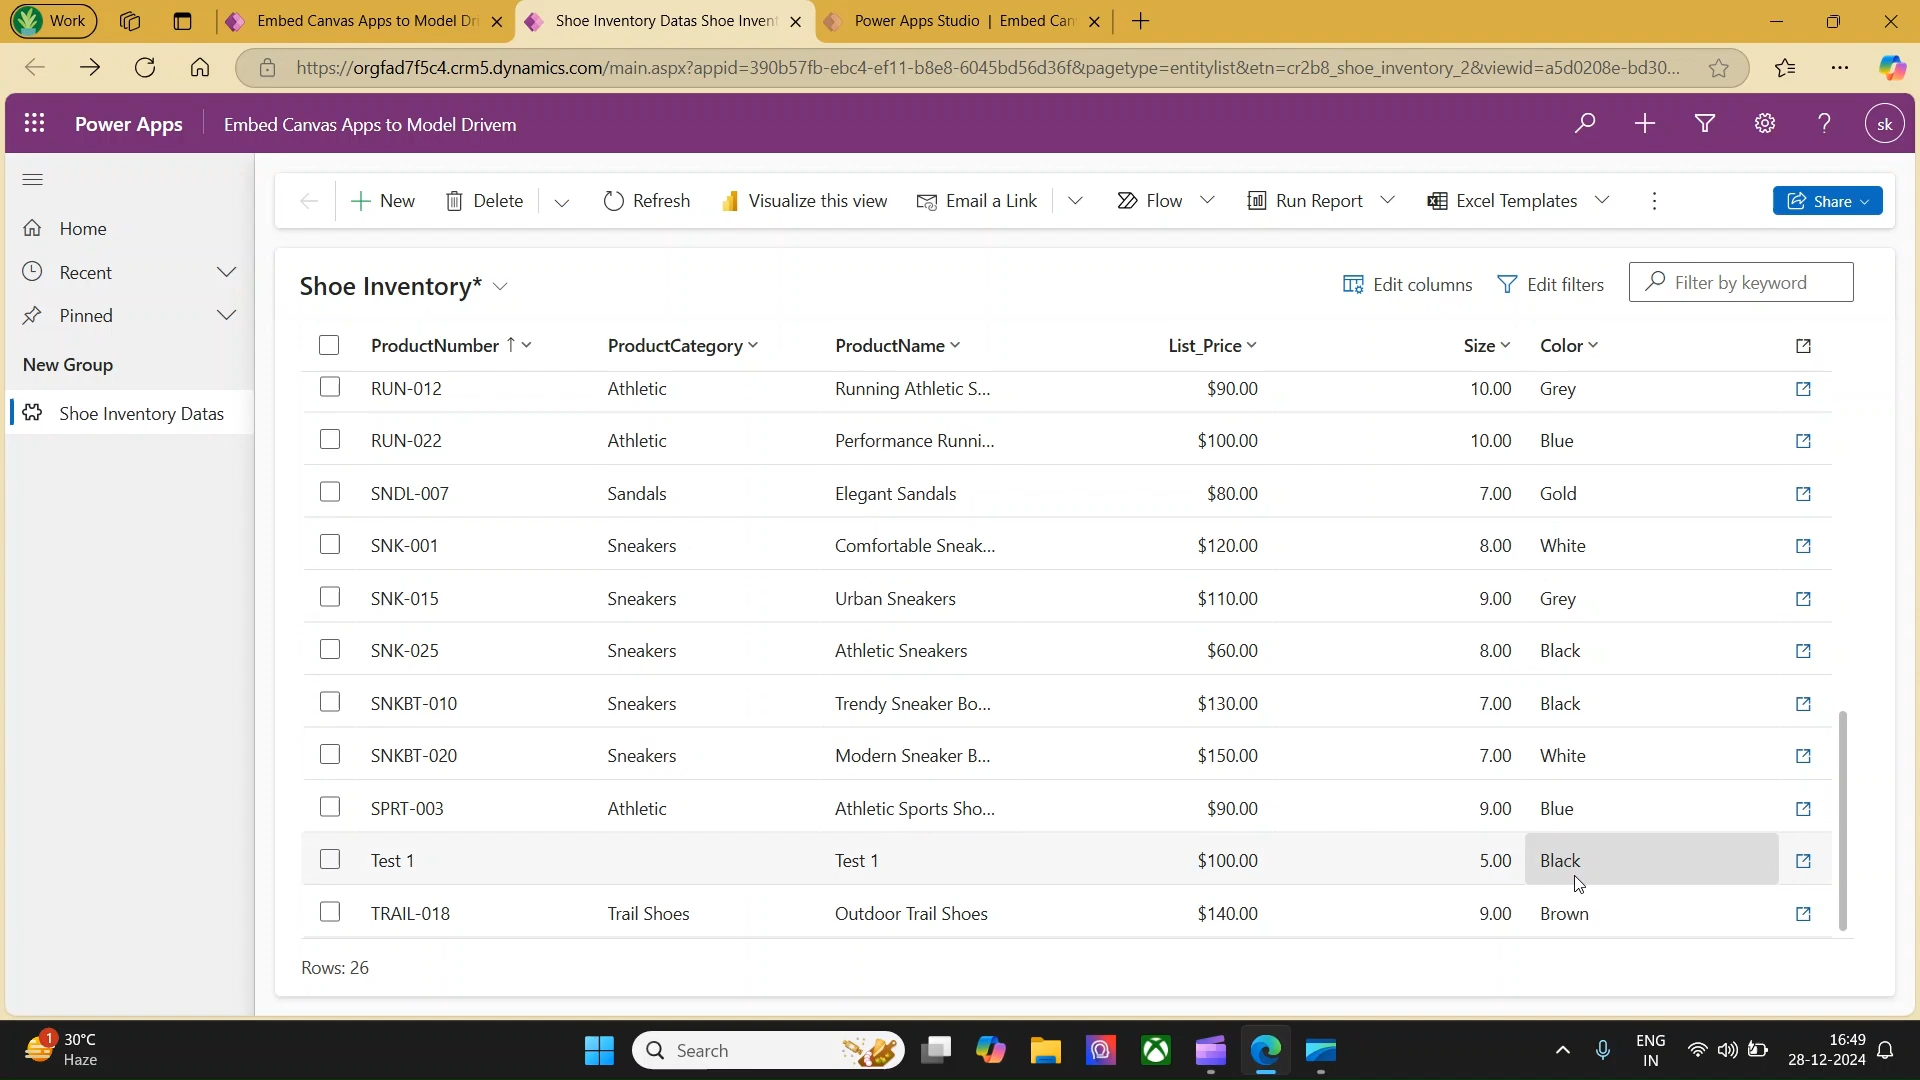 Work
Embed Canvas Apps to Model Dri
Shoe Inventory Datas Shoe Invent
Power Apps Studio | Embed Can
https://orgfad7f5c4.crm5.dynamics.com/main.aspx?appid=390b57fb-ebc4-ef11-b8e8-6045bd56d36f&pagetype=entitylist&etn=cr2b8_shoe_inventory_2&viewid=a5d0208e-bd30...
Power Apps
Embed Canvas Apps to Model Drivem
sk
New
Delete
Refresh
Visualize this view
Email a Link
Flow
Run Report
Excel Templates
Share
Home
Recent
Pinned
New Group
Shoe Inventory Datas
Shoe Inventory*
Edit columns
Edit filters
Filter by keyword
ProductNumber ↑ ProductCategory ProductName List_Price Size Color
RUN-012 Athletic Running Athletic S... $90.00 10.00 Grey
RUN-022 Athletic Performance Runni... $100.00 10.00 Blue
SNDL-007 Sandals Elegant Sandals $80.00 7.00 Gold
SNK-001 Sneakers Comfortable Sneak... $120.00 8.00 White
SNK-015 Sneakers Urban Sneakers $110.00 9.00 Grey
SNK-025 Sneakers Athletic Sneakers $60.00 8.00 Black
SNKBT-010 Sneakers Trendy Sneaker Bo... $130.00 7.00 Black
SNKBT-020 Sneakers Modern Sneaker B... $150.00 7.00 White
SPRT-003 Athletic Athletic Sports Sho... $90.00 9.00 Blue
Test 1 Test 1 $100.00 5.00 Black
TRAIL-018 Trail Shoes Outdoor Trail Shoes $140.00 9.00 Brown
Rows: 26
1
30°C
Haze
Search
ENG
IN
16:49
28-12-2024